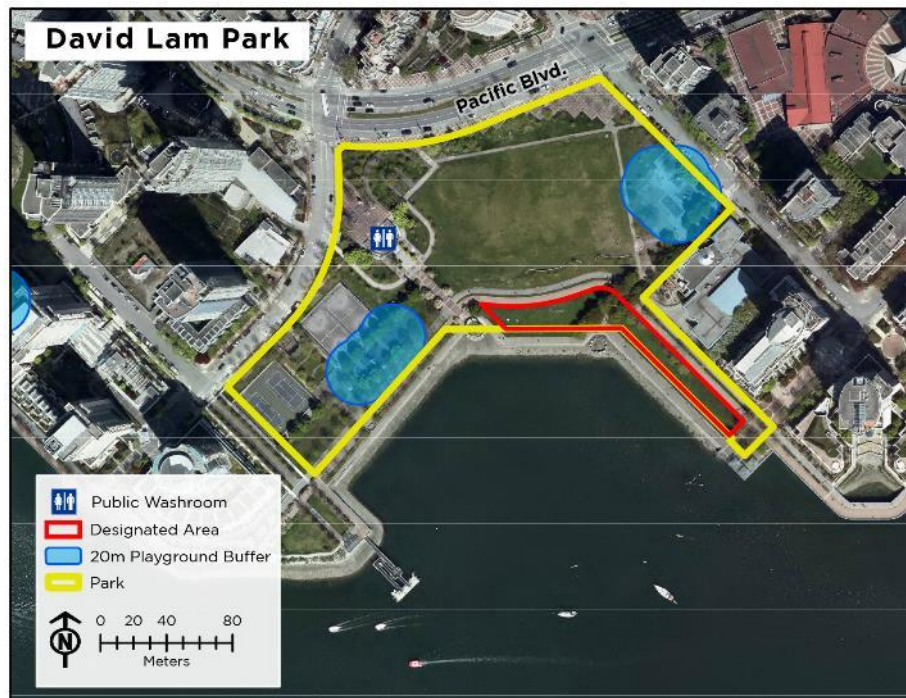 David Lam Park
Pacific Blvd.
Public Washroom
Designated Area
20m Playground Buffer
Park
N
0 20 40 80
Meters